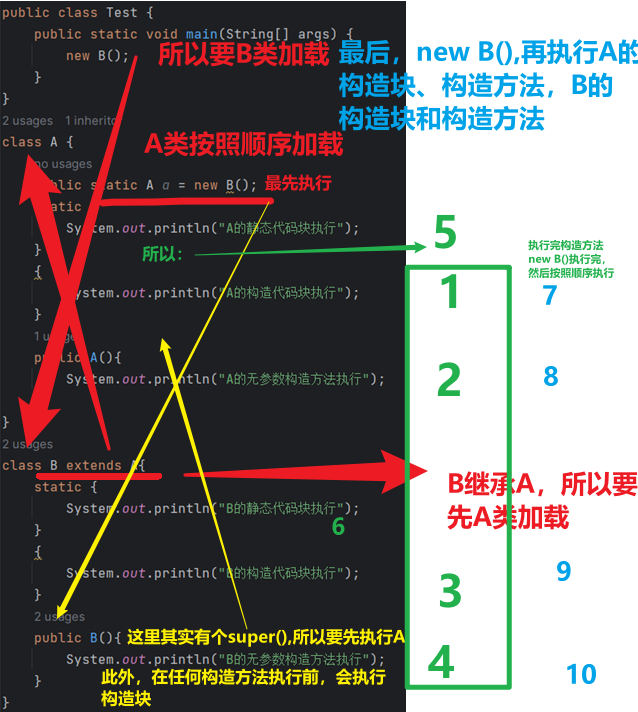 public class Test {
public static void main(String[] args) {
new B();
}
}
所以要B类加载
最后，new B(),再执行A的
构造块、构造方法，B的
构造块和构造方法
2 usages 1 inherito
class A {
A类按照顺序加载
no usages
public static A a = new B();
最先执行
static
System.out.println("A的静态代码块执行");
}
所以：
5
执行完构造方法
new B()执行完,
然后按照顺序执行
{
System.out.println("A的构造代码块执行");
}
1
7
1 usage
public A(){
System.out.println("A的无参数构造方法执行");
2
8
}
2 usages
class B extends A{
B继承A，所以要
先A类加载
static {
System.out.println("B的静态代码块执行");
6
}
{
System.out.println("B的构造代码块执行");
}
3
9
2 usages
public B(){
这里其实有个super(),所以要先执行A
System.out.println("B的无参数构造方法执行");
此外，在任何构造方法执行前，会执行
构造块
4
10
}
}